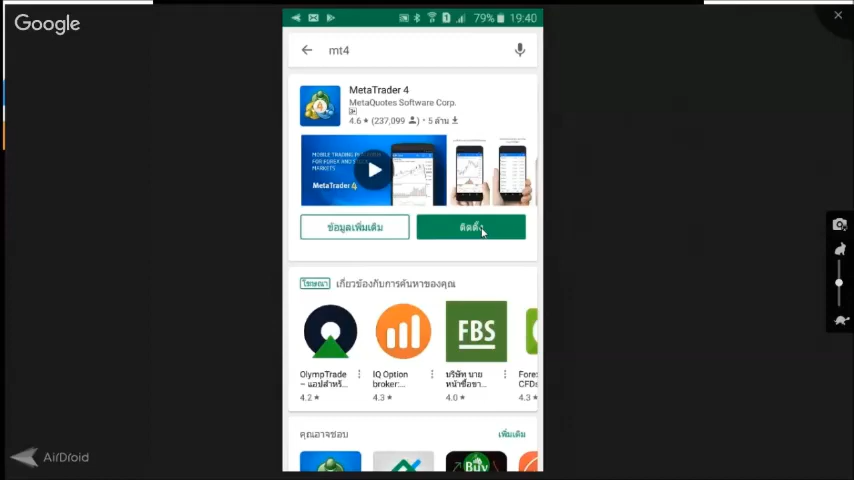 Google
79% 19:40
mt4
MetaTrader 4
MetaQuotes Software Corp.
4.6 ★ (237,099) • 5 ล้าน
MOBILE TRADING PLATFORM
FOR FOREX AND STOCK
MARKETS
MetaTrader 4
ข้อมูลเพิ่มเติม
ติดตั้ง
โฆษณา เกี่ยวข้องกับการค้นหาของคุณ
FBS
OlympTrade
– แอปสำหรั...
4.2 ★
IQ Option
broker:...
4.3 ★
บริษัท นาย
หน้าซื้อขา...
4.0 ★
Fore
CFDs
4.3 ★
คุณอาจชอบ
เพิ่มเติม
Buy
AirDroid